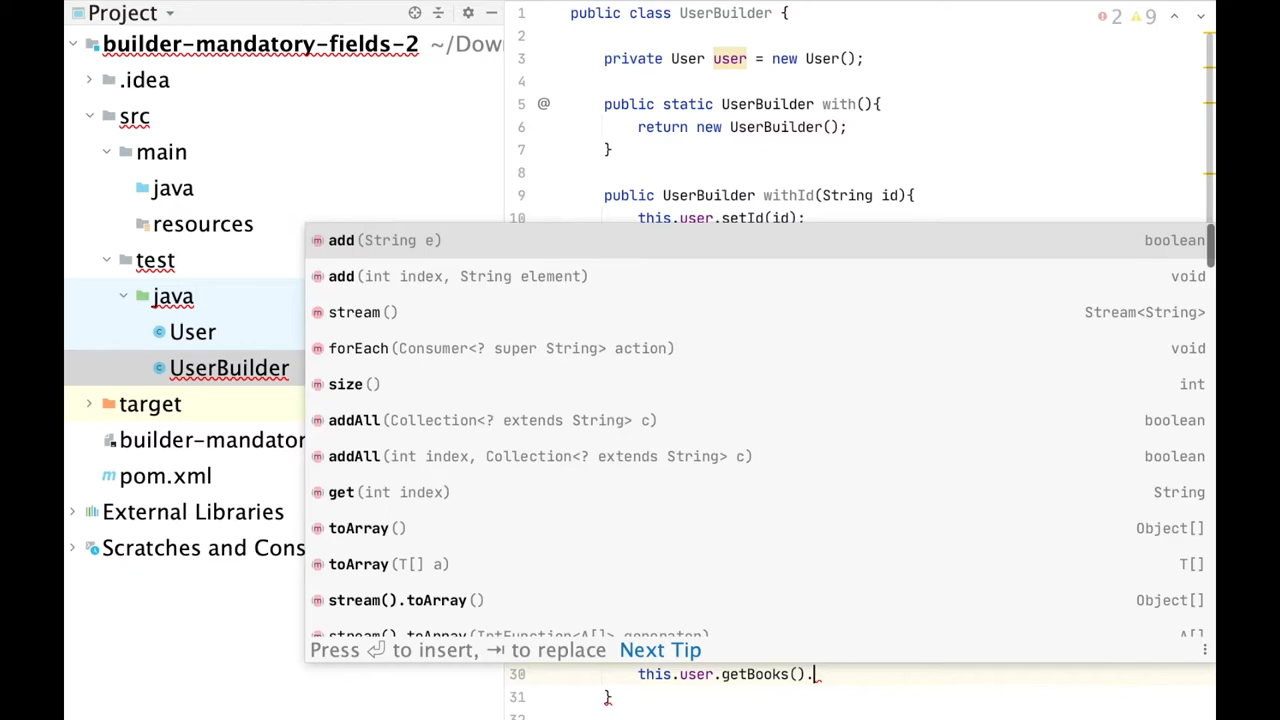 Project
builder-mandatory-fields-2 ~/Dow
.idea
src
main
java
resources
test
java
User
UserBuilder
target
builder-mandator
pom.xml
External Libraries
Scratches and Cons
2 9
1 public class UserBuilder {
2
3 private User user = new User();
4
5 @ public static UserBuilder with(){
6 return new UserBuilder();
7 }
8
9 public UserBuilder withId(String id){
10 this.user.setId(id);
add(String e) boolean
add(int index, String element) void
stream() Stream<String>
forEach(Consumer<? super String> action) void
size() int
addAll(Collection<? extends String> c) boolean
addAll(int index, Collection<? extends String> c) boolean
get(int index) String
toArray() Object[]
toArray(T[] a) T[]
stream().toArray() Object[]
stream().toArray(IntFunction<A[]> generator) A[]
Press ⏎ to insert, ⇥ to replace Next Tip
30 this.user.getBooks().
31 }
32